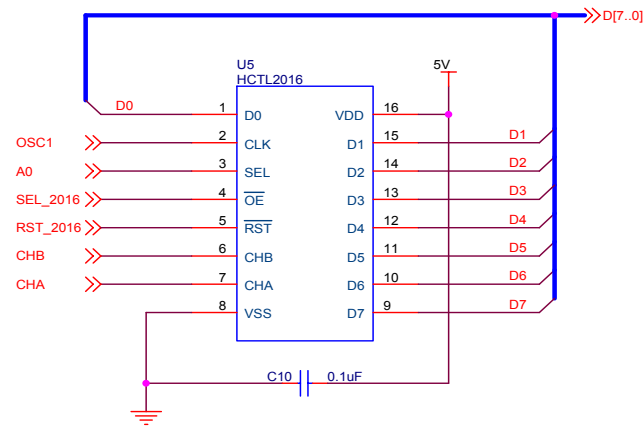 D[7..0]
U5
HCTL2016
5V
D0 1 D0 VDD 16
OSC1 2 CLK D1 15 D1
A0 3 SEL D2 14 D2
SEL_2016 4 OE D3 13 D3
RST_2016 5 RST D4 12 D4
CHB 6 CHB D5 11 D5
CHA 7 CHA D6 10 D6
8 VSS D7 9 D7
C10 0.1uF